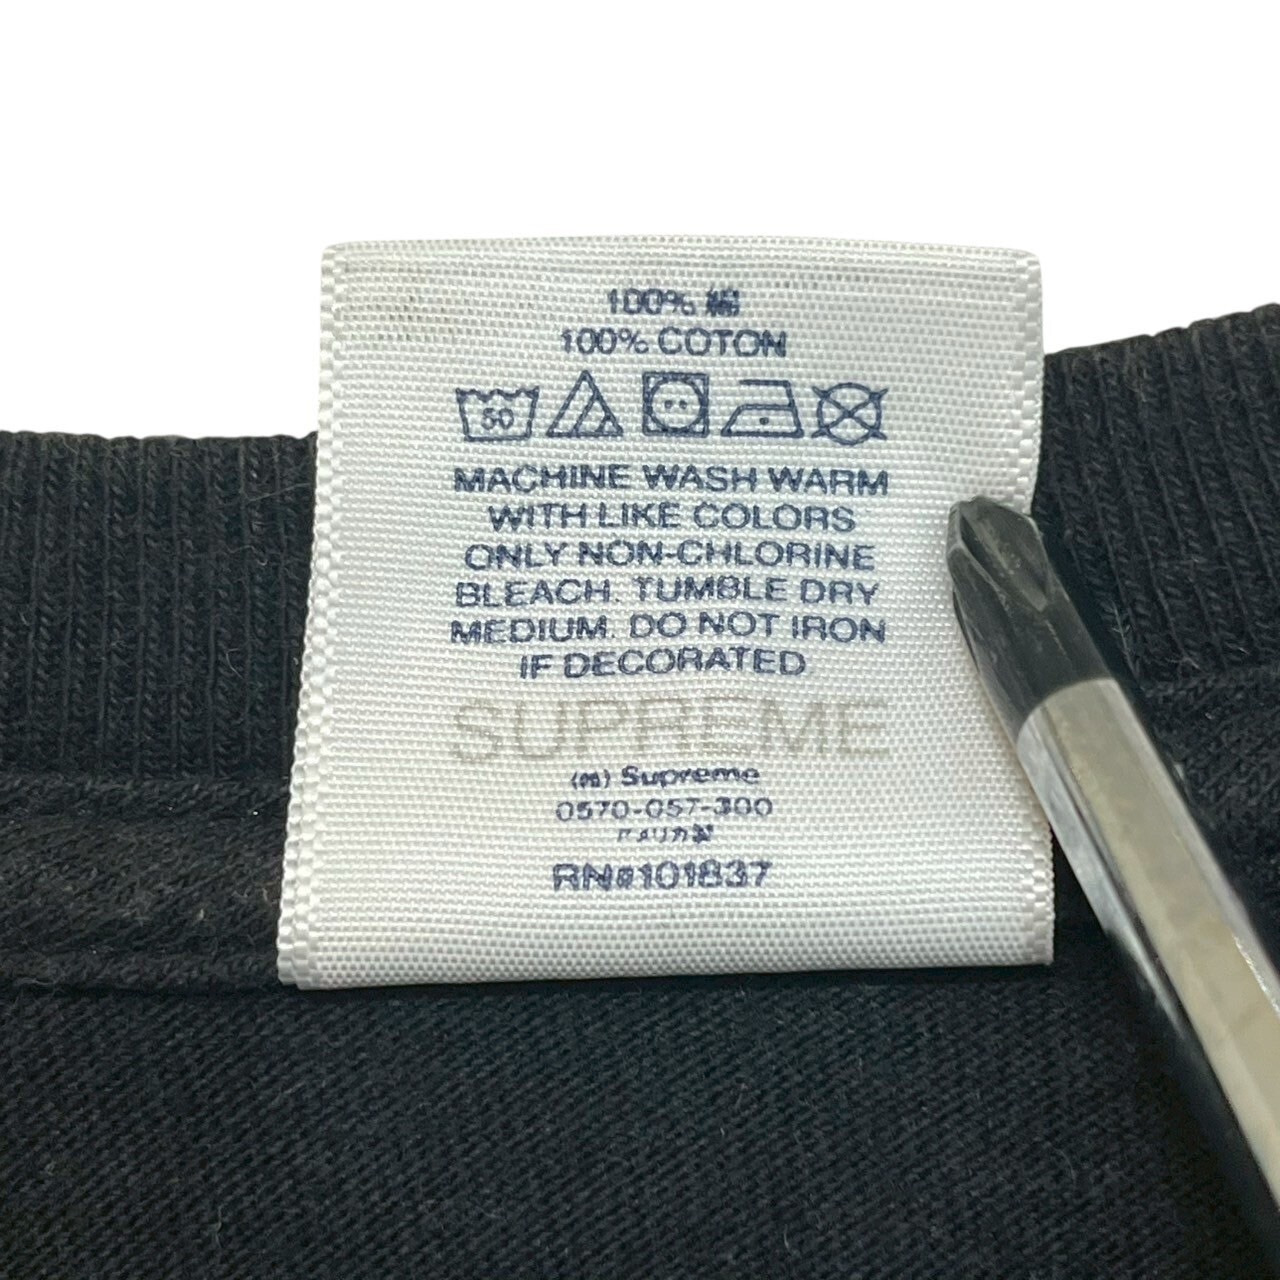 100% 綿
100% COTON
50
MACHINE WASH WARM
WITH LIKE COLORS
ONLY NON-CHLORINE
BLEACH. TUMBLE DRY
MEDIUM. DO NOT IRON
IF DECORATED
SUPREME
(株) Supreme
0570-057-300
アメリカ製
RN#101837